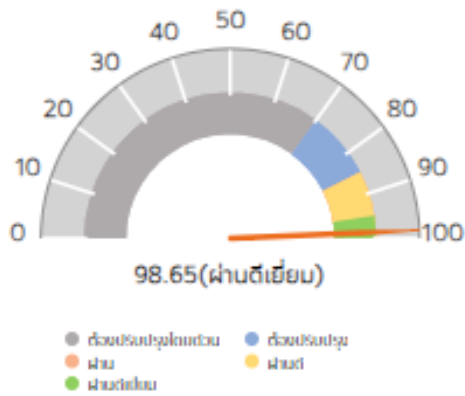 50
40
60
30
70
20
80
10
90
0
100
98.65(ผ่านดีเยี่ยม)
ต้องปรับปรุงโดยด่วน
ต้องปรับปรุง
ผ่าน
ผ่านดี
ผ่านดีเยี่ยม